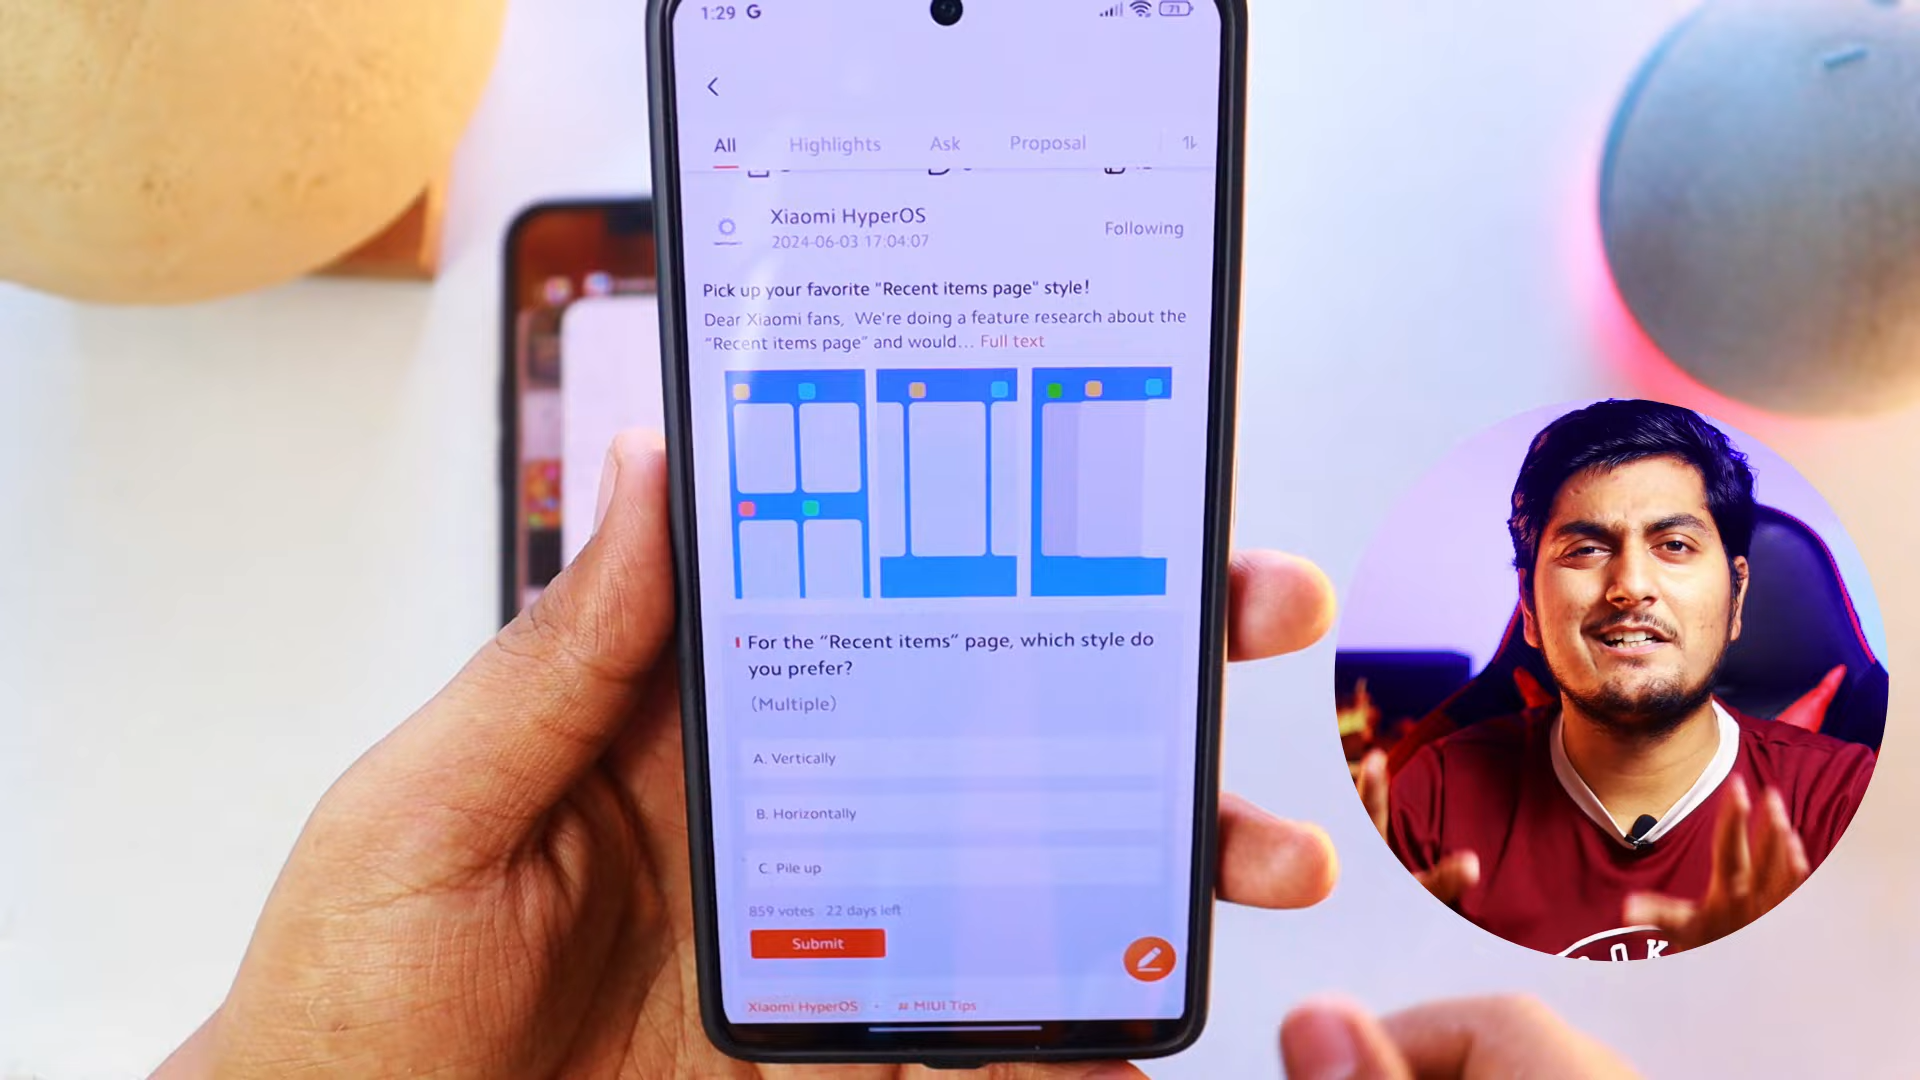 1:29 G
71
All Highlights Ask Proposal
Xiaomi HyperOS
2024-06-03 17:04:07
Following
Pick up your favorite "Recent items page" style!
Dear Xiaomi fans, We're doing a feature research about the
"Recent items page" and would... Full text
For the "Recent items" page, which style do
you prefer?
(Multiple)
A. Vertically
B. Horizontally
C. Pile up
859 votes · 22 days left
Submit
Xiaomi HyperOS · # MIUI Tips